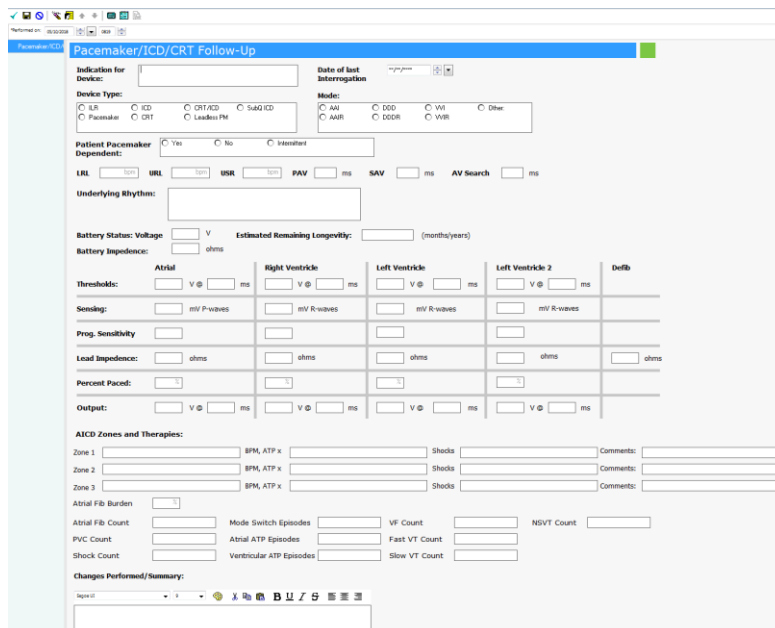 *Performed on: 05/10/2018 0829
Pacemaker/ICD/
Pacemaker/ICD/CRT Follow-Up
Indication for Device:
Date of last Interrogation **/**/****
Device Type:
Mode:
ILR ICD CRT/ICD SubQ ICD
AAI DDD VVI Other
Pacemaker CRT Leadless PM
AAIR DDDR VVIR
Patient Pacemaker Dependent: Yes No Intermittent
LRL bpm URL bpm USR bpm PAV ms SAV ms AV Search ms
Underlying Rhythm:
Battery Status: Voltage V Estimated Remaining Longevitiy: (months/years)
Battery Impedence: ohms
Atrial Right Ventricle Left Ventricle Left Ventricle 2 Defib
Thresholds: V @ ms V @ ms V @ ms V @ ms
Sensing: mV P-waves mV R-waves mV R-waves mV R-waves
Prog. Sensitivity
Lead Impedence: ohms ohms ohms ohms ohms
Percent Paced: % % % %
Output: V @ ms V @ ms V @ ms V @ ms
AICD Zones and Therapies:
Zone 1 BPM, ATP x Shocks Comments:
Zone 2 BPM, ATP x Shocks Comments:
Zone 3 BPM, ATP x Shocks Comments:
Atrial Fib Burden %
Atrial Fib Count Mode Switch Episodes VF Count NSVT Count
PVC Count Atrial ATP Episodes Fast VT Count
Shock Count Ventricular ATP Episodes Slow VT Count
Changes Performed/Summary:
Segoe UI 9 B U I S